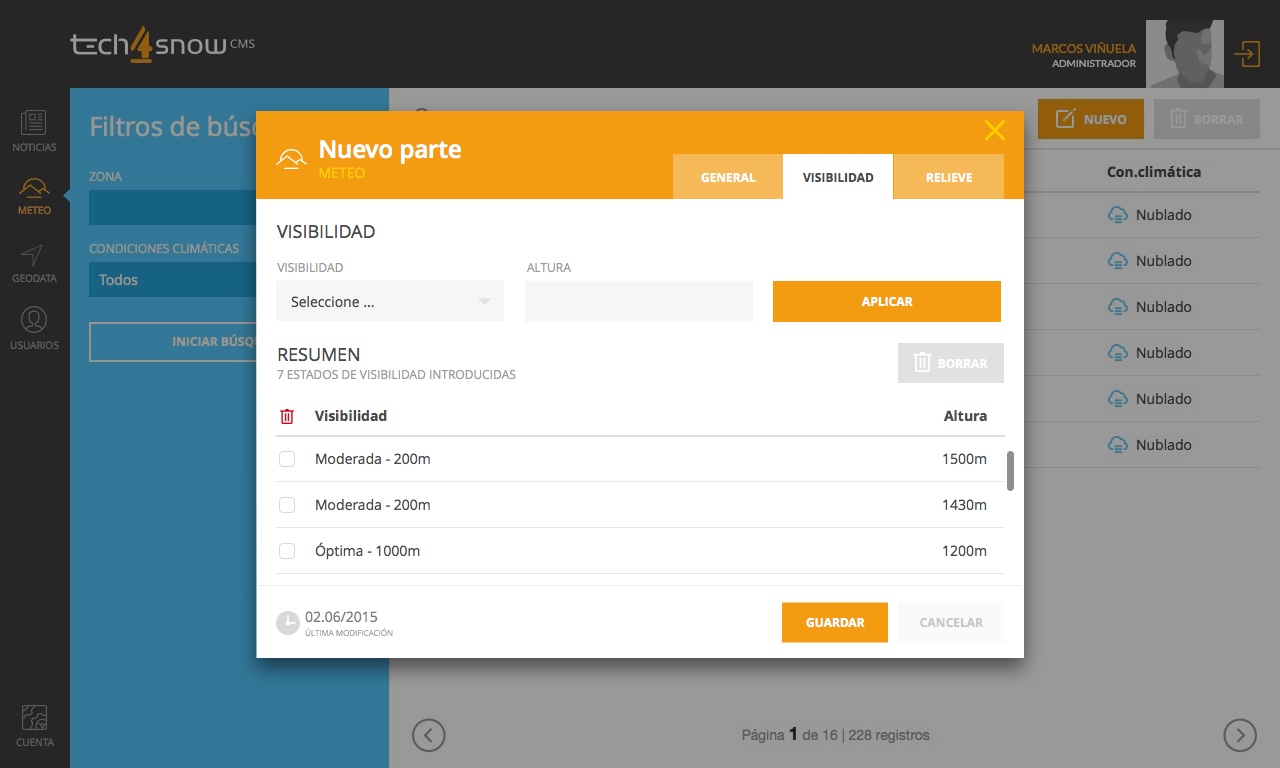 tech4snow CMS
MARCOS VIÑUELA
ADMINISTRADOR
NOTICIAS
METEO
GEODATA
USUARIOS
CUENTA
Filtros de búsq
ZONA
CONDICIONES CLIMÁTICAS
Todos
INICIAR BÚSQU
NUEVO
BORRAR
Con.climática
Nublado
Nublado
Nublado
Nublado
Nublado
Nublado
Nuevo parte
METEO
GENERAL
VISIBILIDAD
RELIEVE
VISIBILIDAD
VISIBILIDAD
ALTURA
Seleccione ...
APLICAR
RESUMEN
7 ESTADOS DE VISIBILIDAD INTRODUCIDAS
BORRAR
Visibilidad Altura
Moderada - 200m 1500m
Moderada - 200m 1430m
Óptima - 1000m 1200m
02.06/2015
ÚLTIMA MODIFICACIÓN
GUARDAR
CANCELAR
Página 1 de 16 | 228 registros